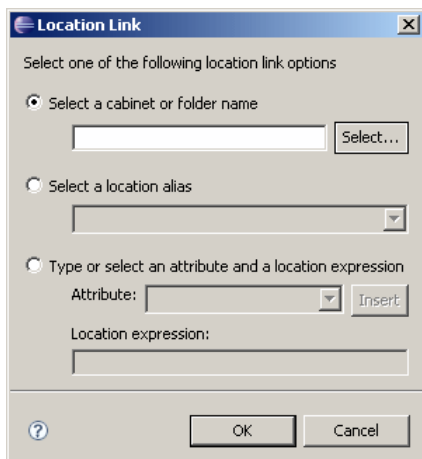 Location Link
Select one of the following location link options
Select a cabinet or folder name
Select...
Select a location alias
Type or select an attribute and a location expression
Attribute: Insert
Location expression:
? OK Cancel